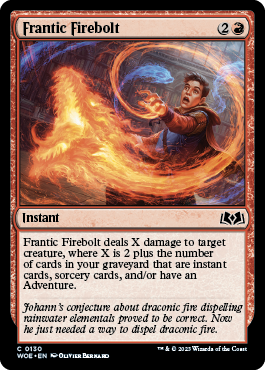 Frantic Firebolt 2
Instant
Frantic Firebolt deals X damage to target
creature, where X is 2 plus the number
of cards in your graveyard that are instant
cards, sorcery cards, and/or have an
Adventure.
Johann's conjecture about draconic fire dispelling
rainwater elementals proved to be correct. Now
he just needed a way to dispel draconic fire.
C 0130
WOE • EN Olivier Bernard
™ & © 2023 Wizards of the Coast